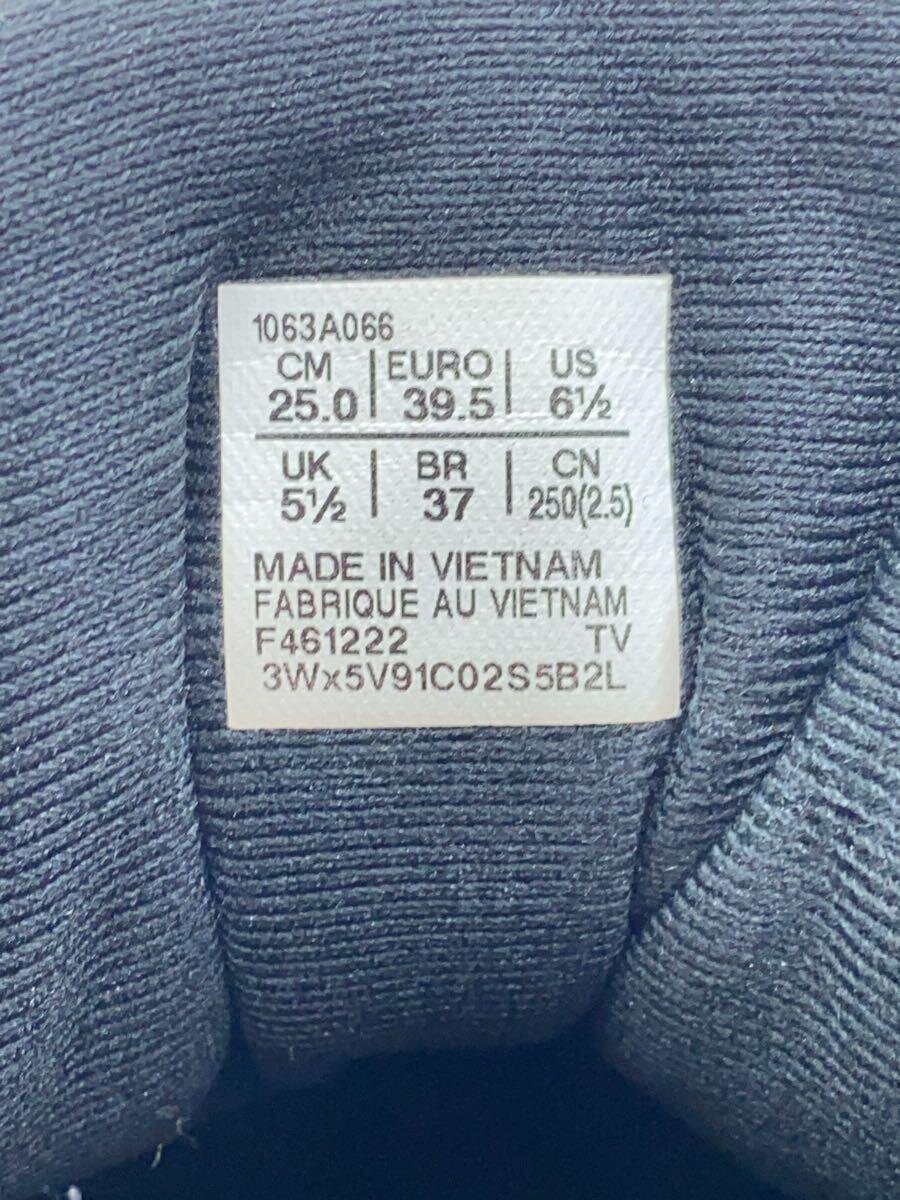 1063A066
CM | EURO | US
25.0 | 39.5 | 6½
UK | BR | CN
5½ | 37 | 250(2.5)
MADE IN VIETNAM
FABRIQUE AU VIETNAM
F461222 TV
3Wx5V91C02S5B2L